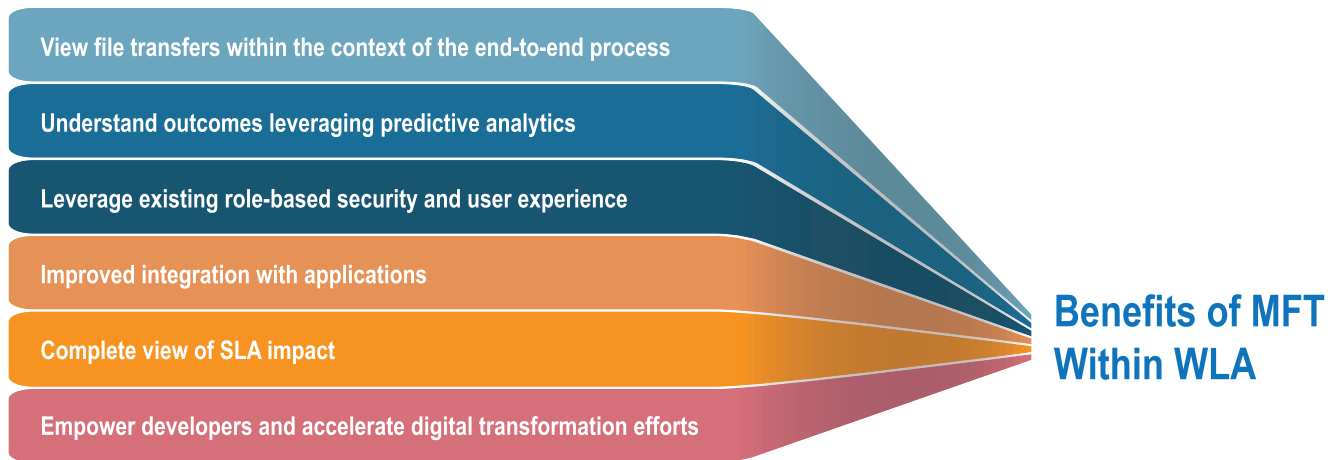 View file transfers within the context of the end-to-end process
Understand outcomes leveraging predictive analytics
Leverage existing role-based security and user experience
Improved integration with applications
Complete view of SLA impact
Empower developers and accelerate digital transformation efforts
Benefits of MFT
Within WLA